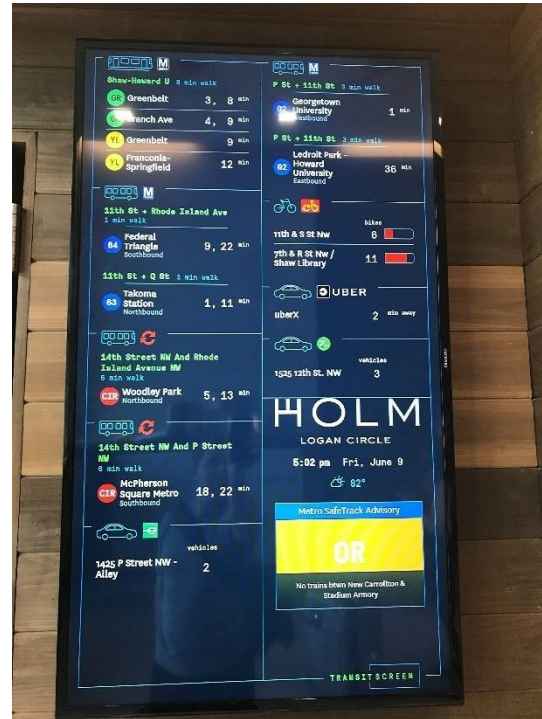 M
Shaw-Howard U 8 min walk
GR Greenbelt 3, 8 min
Branch Ave 4, 9 min
YL Greenbelt 9 min
YL Franconia-
Springfield 12 min
M
11th St + Rhode Island Ave
1 min walk
64 Federal
Triangle 9, 22 min
Southbound
11th St + Q St 1 min walk
63 Takoma
Station 1, 11 min
Northbound
14th Street NW And Rhode
Island Avenue NW
6 min walk
CIR Woodley Park 5, 13 min
Northbound
14th Street NW And P Street
NW
6 min walk
CIR McPherson
Square Metro 18, 22 min
Southbound
vehicles
1425 P Street NW -
Alley 2
M
P St + 11th St 3 min walk
Georgetown
University 1 min
Westbound
P St + 11th St 3 min walk
Ledroit Park -
Howard
University 36 min
Eastbound
bikes
11th & S St Nw 6
7th & R St Nw /
Shaw Library 11
UBER
uberX 2 min away
vehicles
1525 12th St. NW 3
HOLM
LOGAN CIRCLE
5:02 pm Fri, June 9
82°
Metro SafeTrack Advisory
OR
No trains btwn New Carrollton &
Stadium Armory
TRANSITSCREEN